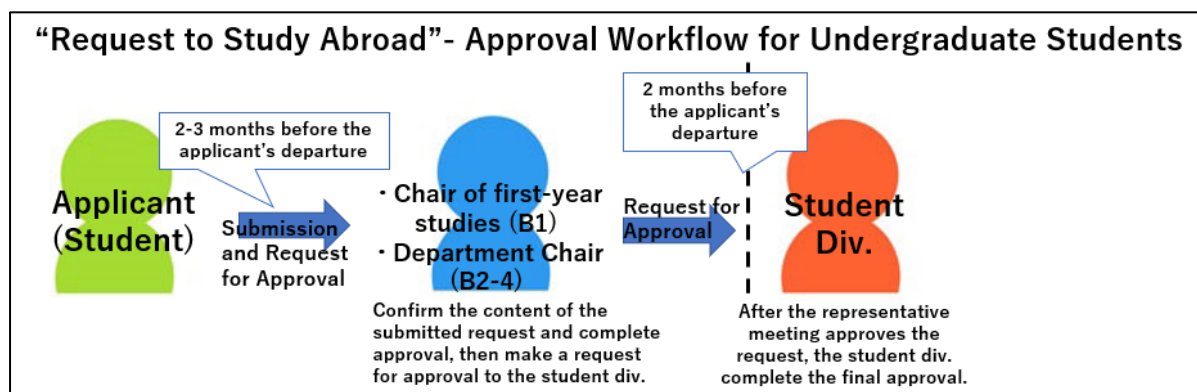 “Request to Study Abroad”- Approval Workflow for Undergraduate Students
2-3 months before the
applicant’s departure
2 months before
the applicant’s
departure
Applicant
(Student)
Submission
and Request
for Approval
・Chair of first-year
studies (B1)
・Department Chair
(B2-4)
Request for
Approval
Student
Div.
Confirm the content of the
submitted request and complete
approval, then make a request
for approval to the student div.
After the representative
meeting approves the
request, the student div.
complete the final approval.